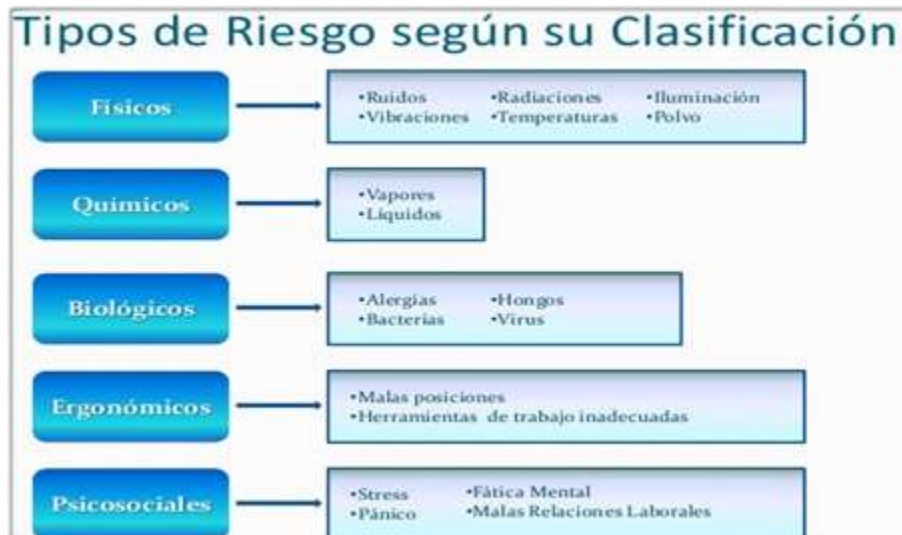 Tipos de Riesgo según su Clasificación
Físicos
•Ruidos •Radiaciones •Iluminación
•Vibraciones •Temperaturas •Polvo
Quimicos
•Vapores
•Líquidos
Biológicos
•Alergias •Hongos
•Bacterias •Virus
Ergonómicos
•Malas posiciones
•Herramientas de trabajo inadecuadas
Psicosociales
•Stress •Fática Mental
•Pánico •Malas Relaciones Laborales